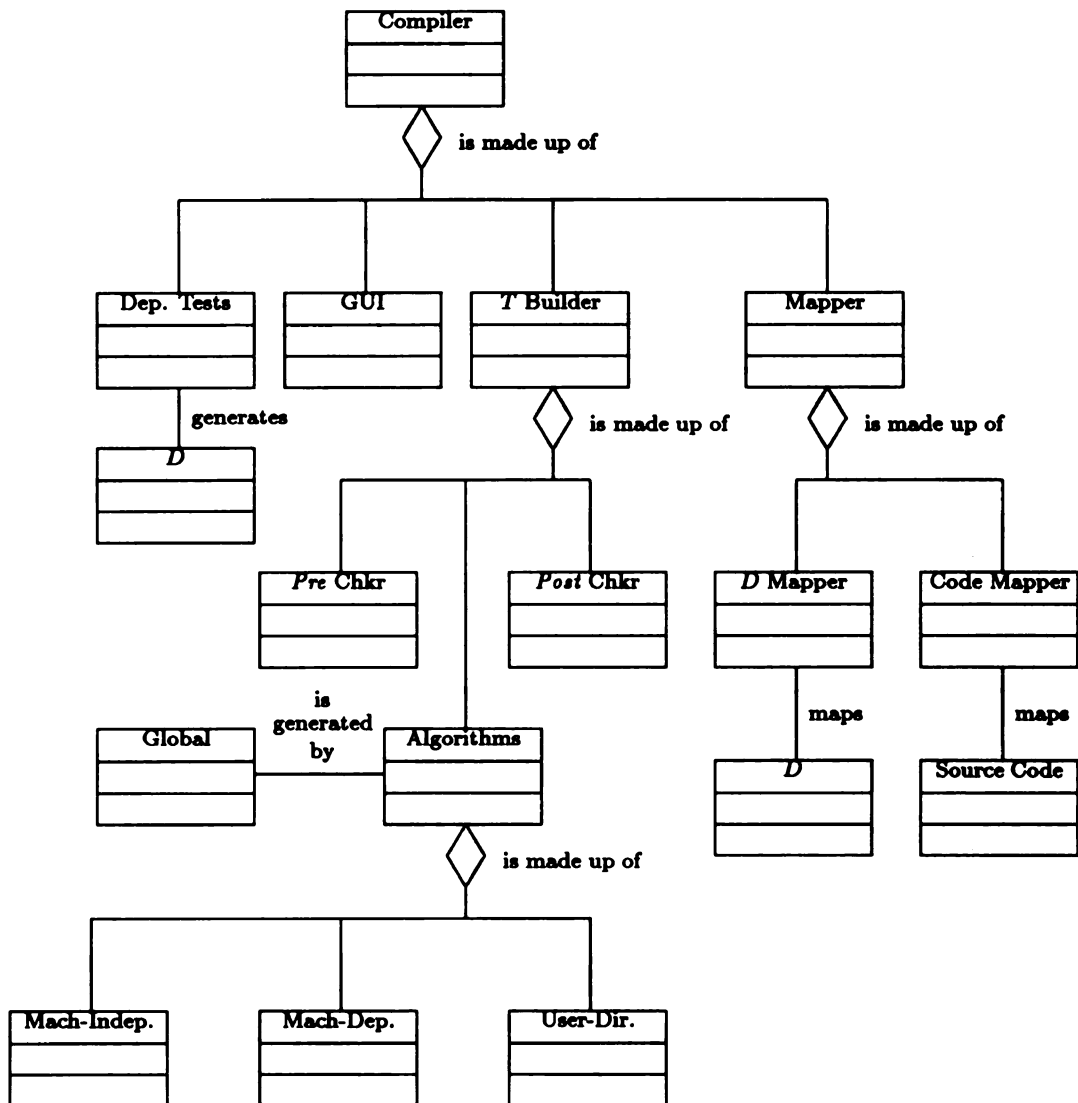 Compiler
is made up of
Dep. Tests
GUI
T Builder
Mapper
generates
is made up of
is made up of
D
Pre Chkr
Post Chkr
D Mapper
Code Mapper
is
generated
by
maps
maps
Global
Algorithms
D
Source Code
is made up of
Mach-Indep.
Mach-Dep.
User-Dir.